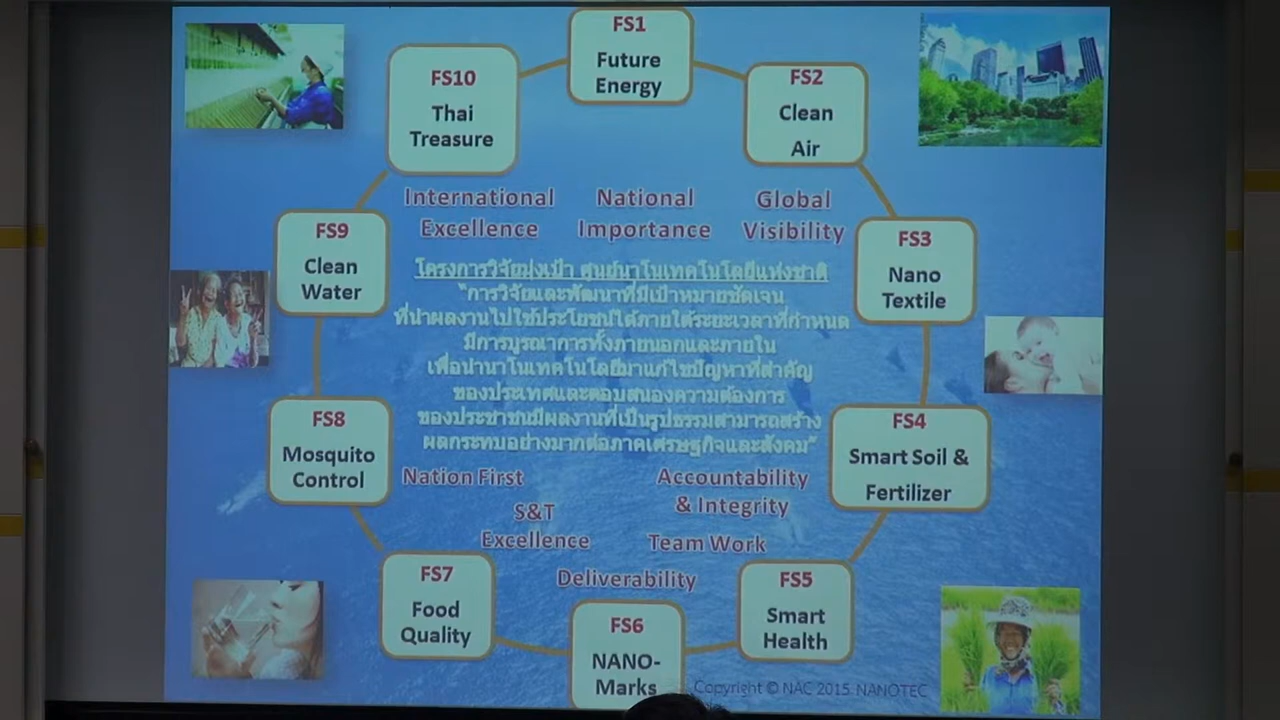 FS1
Future
Energy
FS2
Clean
Air
FS3
Nano
Textile
FS4
Smart Soil &
Fertilizer
FS5
Smart
Health
FS6
NANO-
Marks
FS7
Food
Quality
FS8
Mosquito
Control
FS9
Clean
Water
FS10
Thai
Treasure
International
Excellence
National
Importance
Global
Visibility
โครงการวิจัยมุ่งเป้า ศูนย์นาโนเทคโนโลยีแห่งชาติ
"การวิจัยและพัฒนาที่มีเป้าหมายชัดเจน
ที่นำผลงานไปใช้ประโยชน์ได้ภายใต้ระยะเวลาที่กำหนด
มีการบูรณาการทั้งภายนอกและภายใน
เพื่อนำนาโนเทคโนโลยีมาแก้ไขปัญหาที่สำคัญ
ของประเทศและตอบสนองความต้องการ
ของประชาชนมีผลงานที่เป็นรูปธรรมสามารถสร้าง
ผลกระทบอย่างมากต่อภาคเศรษฐกิจและสังคม"
Nation First
Accountability
& Integrity
S&T
Excellence
Team Work
Deliverability
Copyright © NAC 2015 NANOTEC